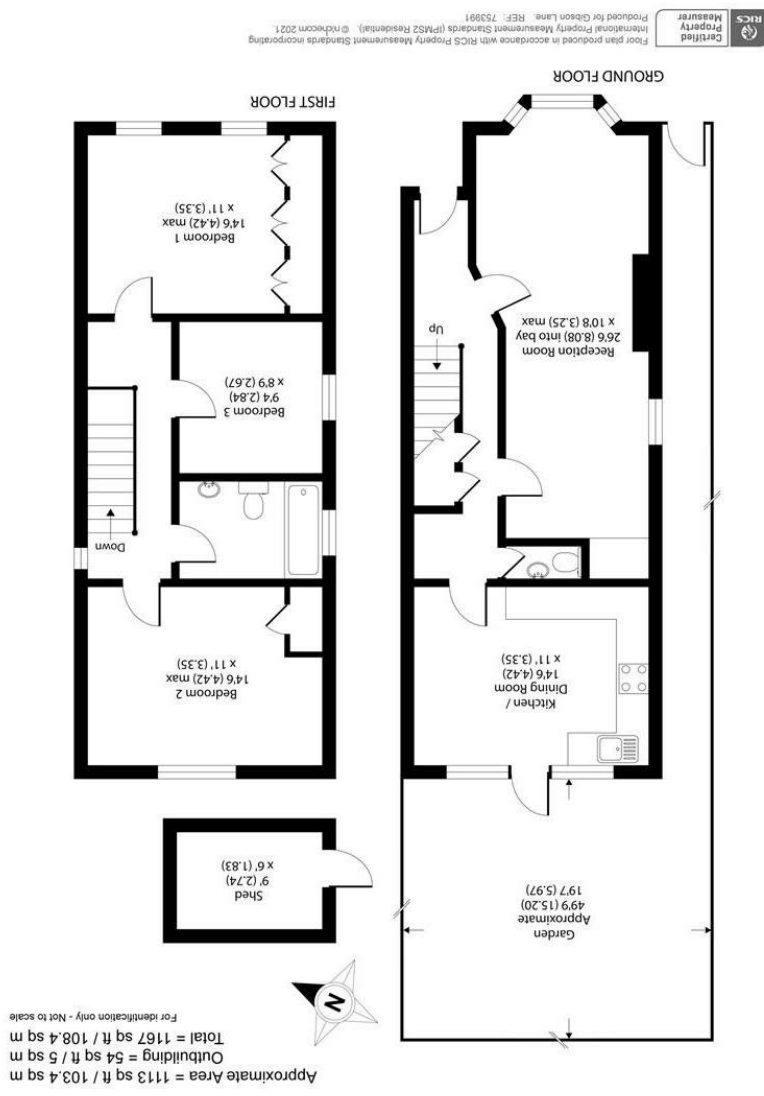 Approximate Area = 1113 sq ft / 103.4 sq m
Outbuilding = 54 sq ft / 5 sq m
Total = 1167 sq ft / 108.4 sq m
For identification only - Not to scale
N
Garden
Approximate
49'9 (15.20)
19'7 (5.97)
Shed
9' (2.74)
x 6' (1.83)
Kitchen /
Dining Room
14'6 (4.42)
x 11' (3.35)
Bedroom 2
14'6 (4.42) max
x 11' (3.35)
Down
Up
Reception Room
26'6 (8.08) into bay
x 10'8 (3.25) max
Bedroom 3
9'4 (2.84)
x 8'9 (2.67)
Bedroom 1
14'6 (4.42) max
x 11' (3.35)
GROUND FLOOR
FIRST FLOOR
RICS
Certified
Property
Measurer
Floor plan produced in accordance with RICS Property Measurement Standards incorporating
International Property Measurement Standards (IPMS2 Residential). ©nichecom 2021.
Produced for Gibson Lane. REF: 753991